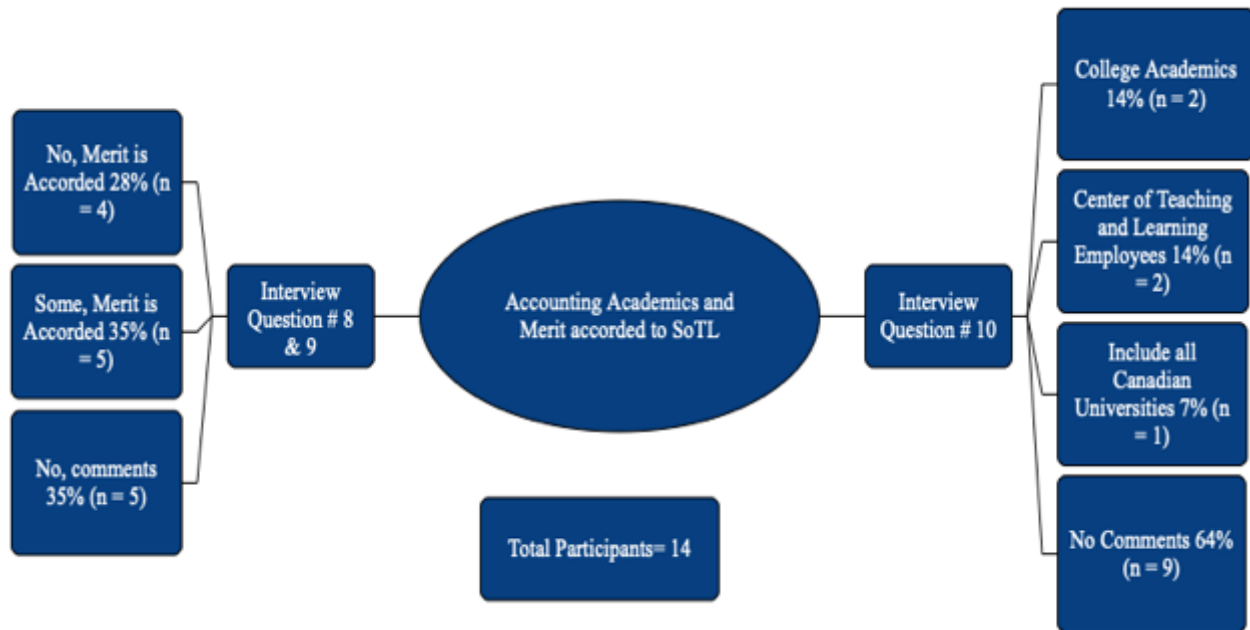 No, Merit is
Accorded 28% (n
= 4)
Some, Merit is
Accorded 35% (n
= 5)
No, comments
35% (n = 5)
Interview
Question # 8
& 9
Accounting Academics and
Merit accorded to SoTL
Total Participants= 14
Interview
Question # 10
College Academics
14% (n = 2)
Center of Teaching
and Learning
Employees 14% (n
= 2)
Include all
Canadian
Universities 7% (n
= 1)
No Comments 64%
(n = 9)